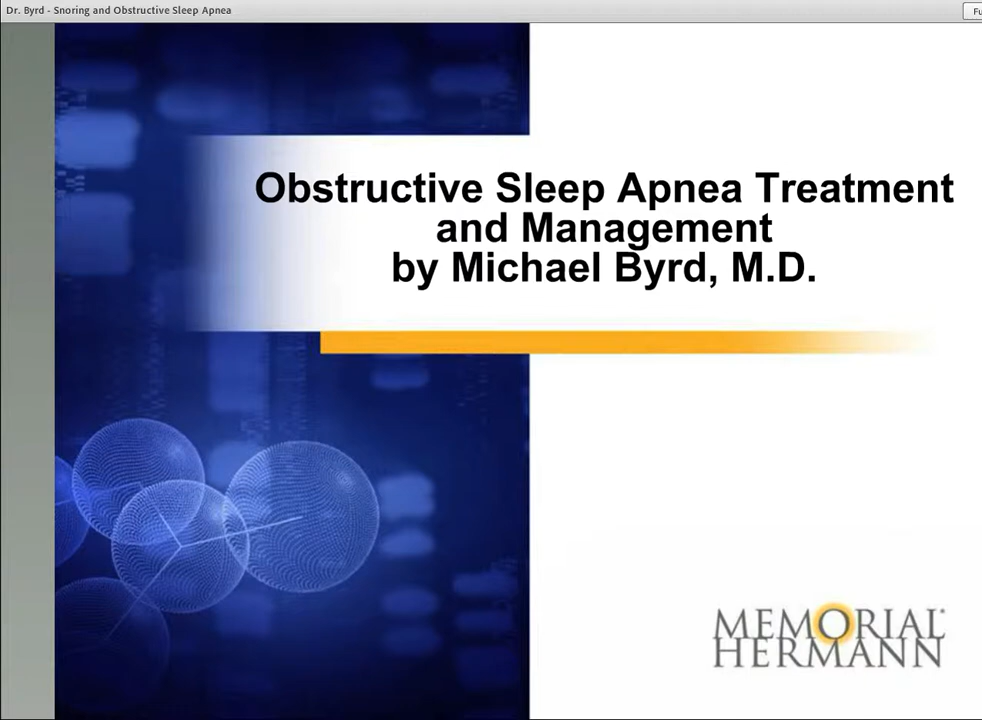 Dr. Byrd - Snoring and Obstructive Sleep Apnea
Obstructive Sleep Apnea Treatment
and Management
by Michael Byrd, M.D.
MEMORIAL
HERMANN